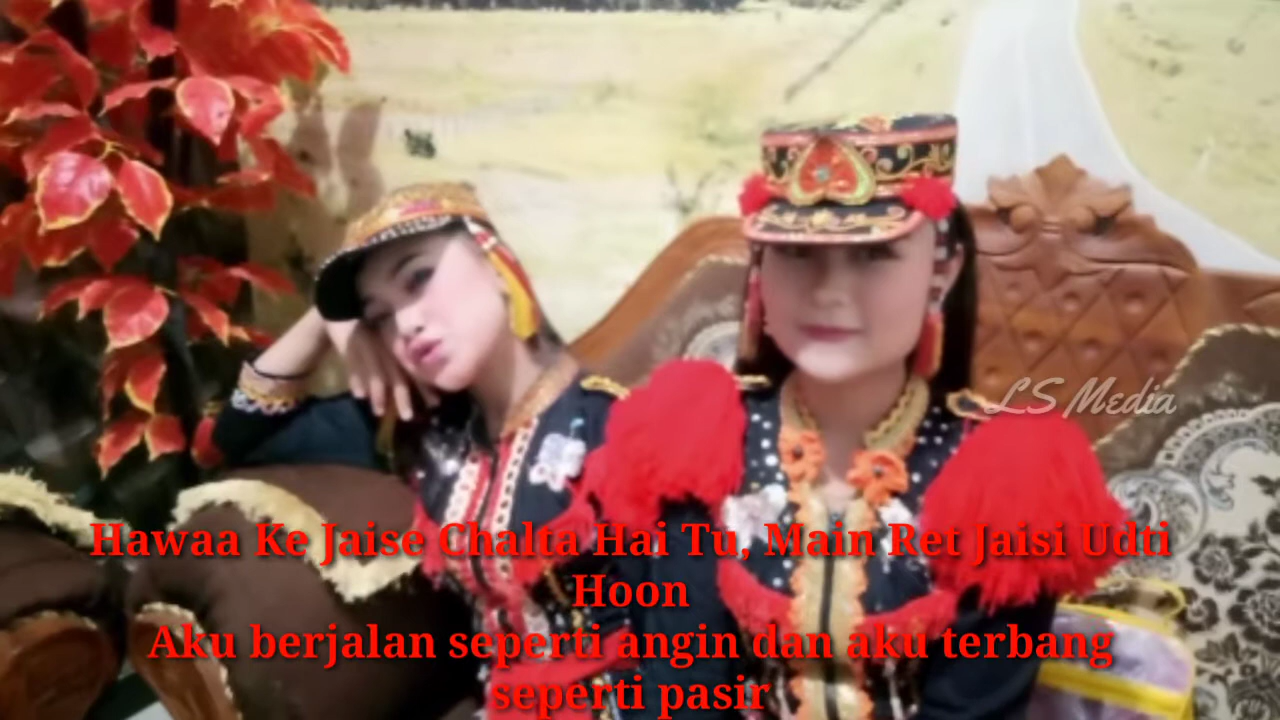 LS Media
Hawaa Ke Jaise Chalta Hai Tu, Main Ret Jaisi Udti
Hoon
Aku berjalan seperti angin dan aku terbang
seperti pasir